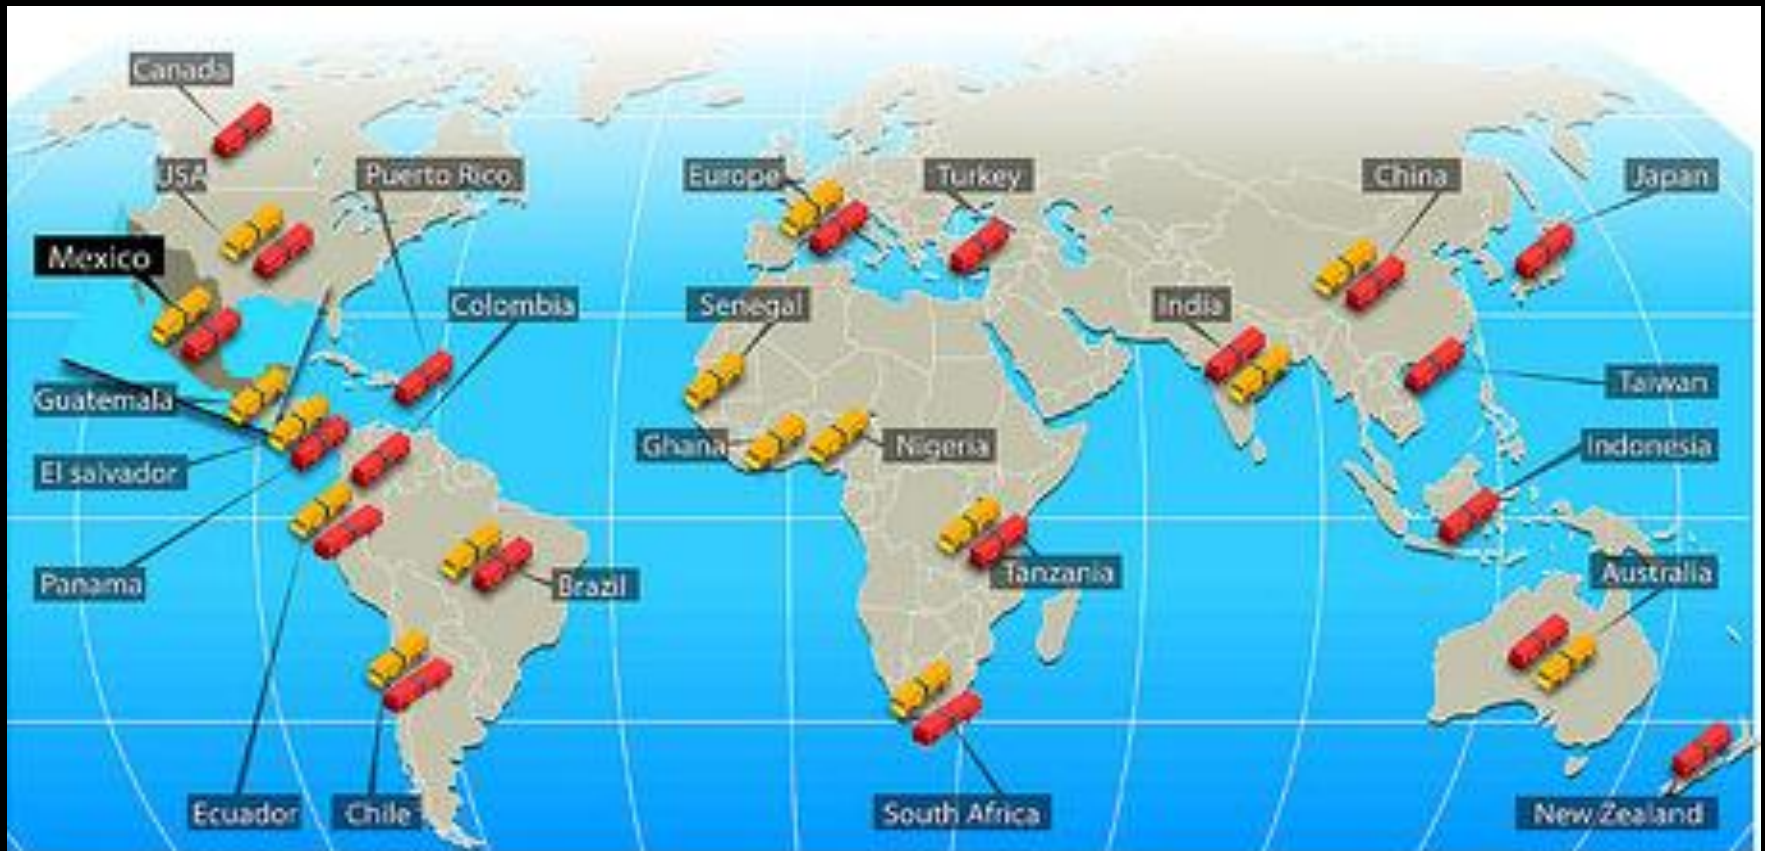 Canada
USA
Puerto Rico
Europe
Turkey
China
Japan
Mexico
Colombia
Senegal
India
Guatemala
Taiwan
Ghana
Nigeria
Indonesia
El salvador
Panama
Brazil
Tanzania
Australia
Ecuador
Chile
South Africa
New Zealand